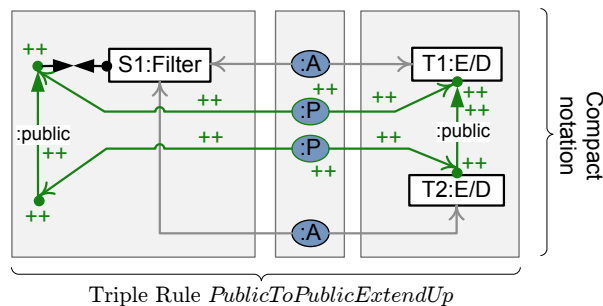 ++
S1:Filter
:A
T1:E/D
++
++
++
++
++
:P
++
++
:public
++
++
:P
++
:public
++
++
++
T2:E/D
:A
Compact
notation
Triple Rule PublicToPublicExtendUp